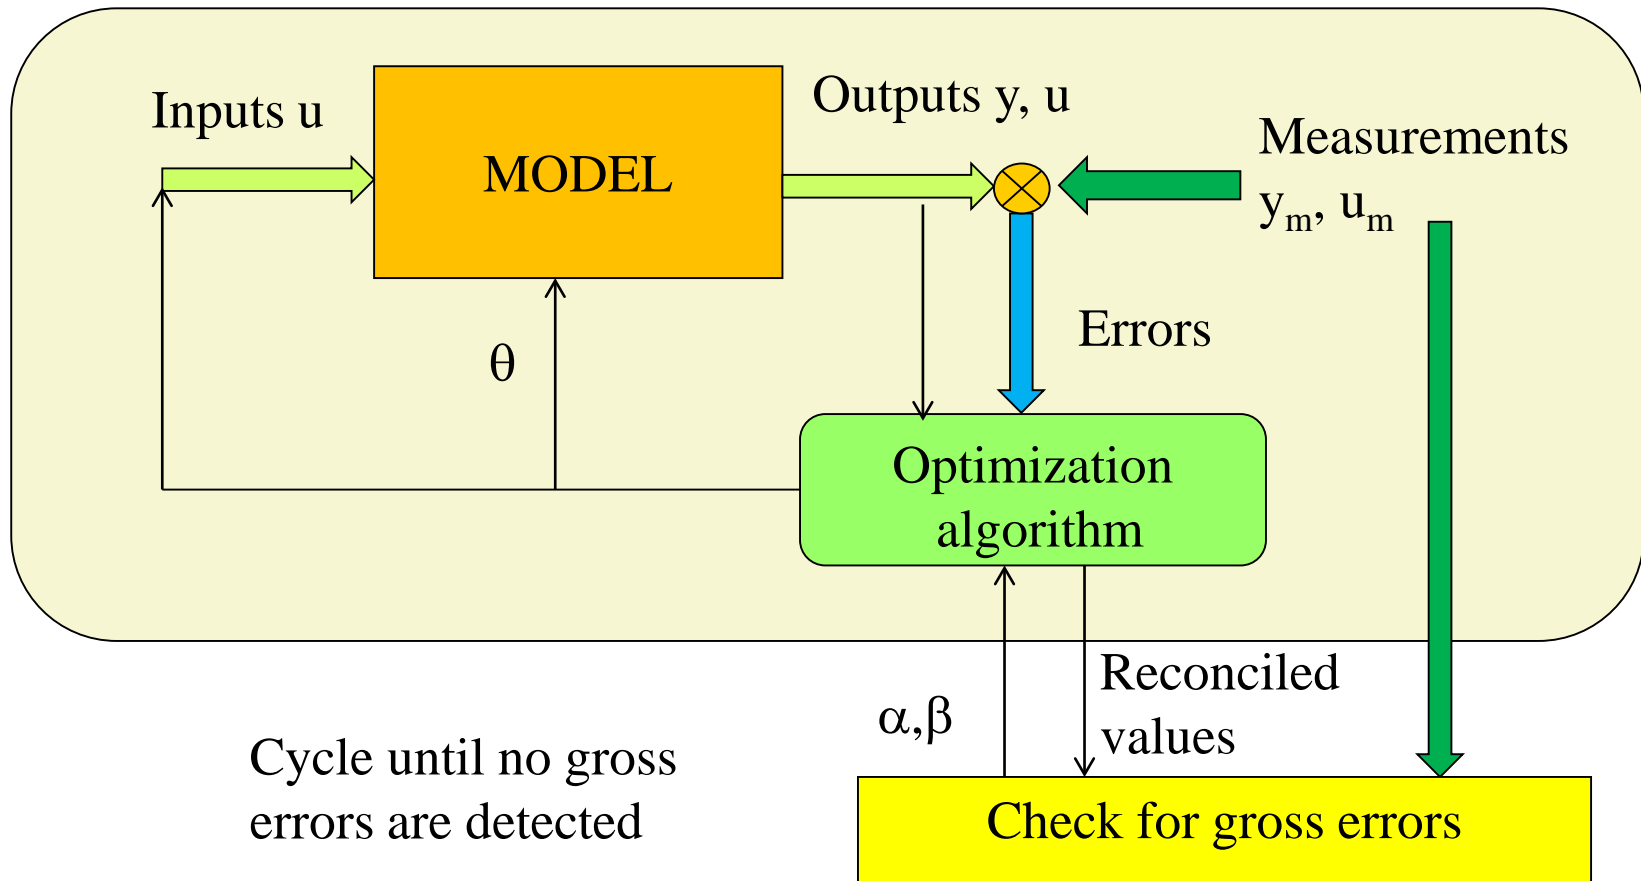 Inputs u
MODEL
Outputs y, u
Measurements
yₘ, uₘ
Errors
θ
Optimization
algorithm
α,β
Reconciled
values
Cycle until no gross
errors are detected
Check for gross errors